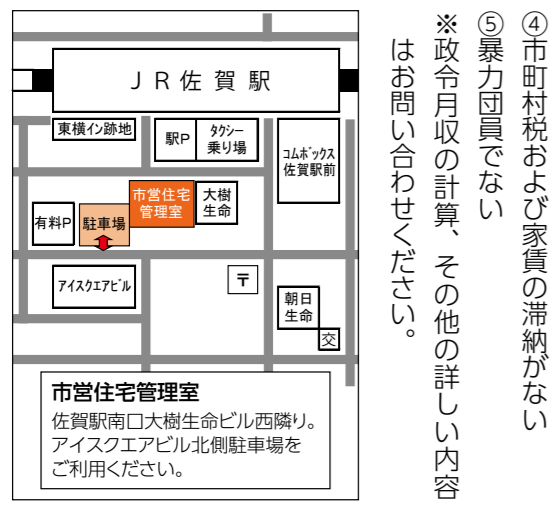 ④市町村税および家賃の滞納がない
⑤暴力団員でない
※政令月収の計算、その他の詳しい内容
はお問い合わせください。
ＪＲ佐賀駅
東横イン跡地
駅P
タクシー
乗り場
コムボックス
佐賀駅前
市営住宅
管理室
大樹
生命
有料P
駐車場
アイスクエアビル
〒
朝日
生命
交
市営住宅管理室
佐賀駅南口大樹生命ビル西隣り。
アイスクエアビル北側駐車場を
ご利用ください。